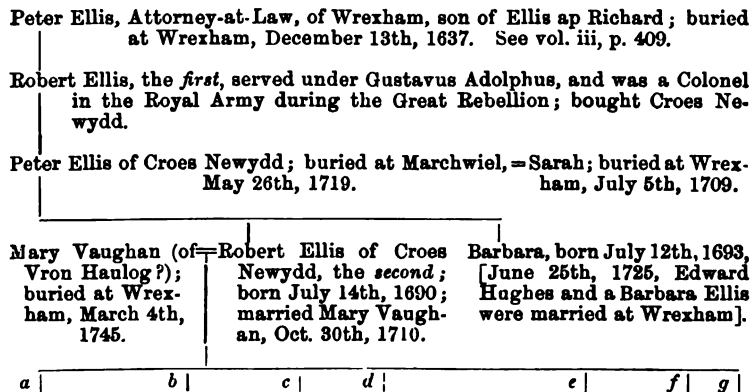 Peter Ellis, Attorney-at-Law, of Wrexham, son of Ellis ap Richard; buried
at Wrexham, December 13th, 1637. See vol. iii, p. 409.
Robert Ellis, the first, served under Gustavus Adolphus, and was a Colonel
in the Royal Army during the Great Rebellion; bought Croes Ne-
wydd.
Peter Ellis of Croes Newydd; buried at Marchwiel, = Sarah; buried at Wrex-
May 26th, 1719. ham, July 5th, 1709.
Mary Vaughan (of
Vron Haulog?);
buried at Wrex-
ham, March 4th,
1745.
=Robert Ellis of Croes
Newydd, the second;
born July 14th, 1690;
married Mary Vaugh-
an, Oct. 30th, 1710.
Barbara, born July 12th, 1693,
[June 25th, 1725, Edward
Hughes and a Barbara Ellis
were married at Wrexham].
a b c d e f g